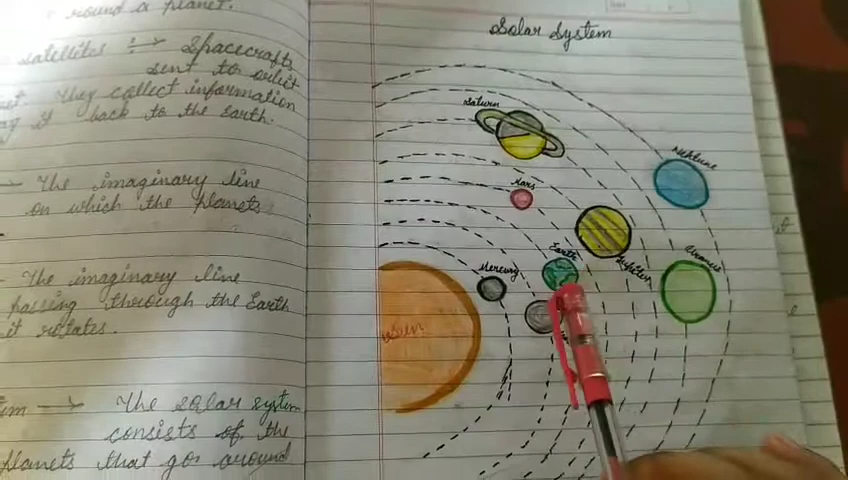 round a planet.
satellites Spacecrafts
sent to orbit
They collect information
it back to the Earth.
The imaginary line
on which the planets
The imaginary line
passing through the Earth
it rotates.
The solar system
consists of the
planets that go around
Solar System
Saturn
Neptune
Mars
Earth
Jupiter
Uranus
Mercury
Sun